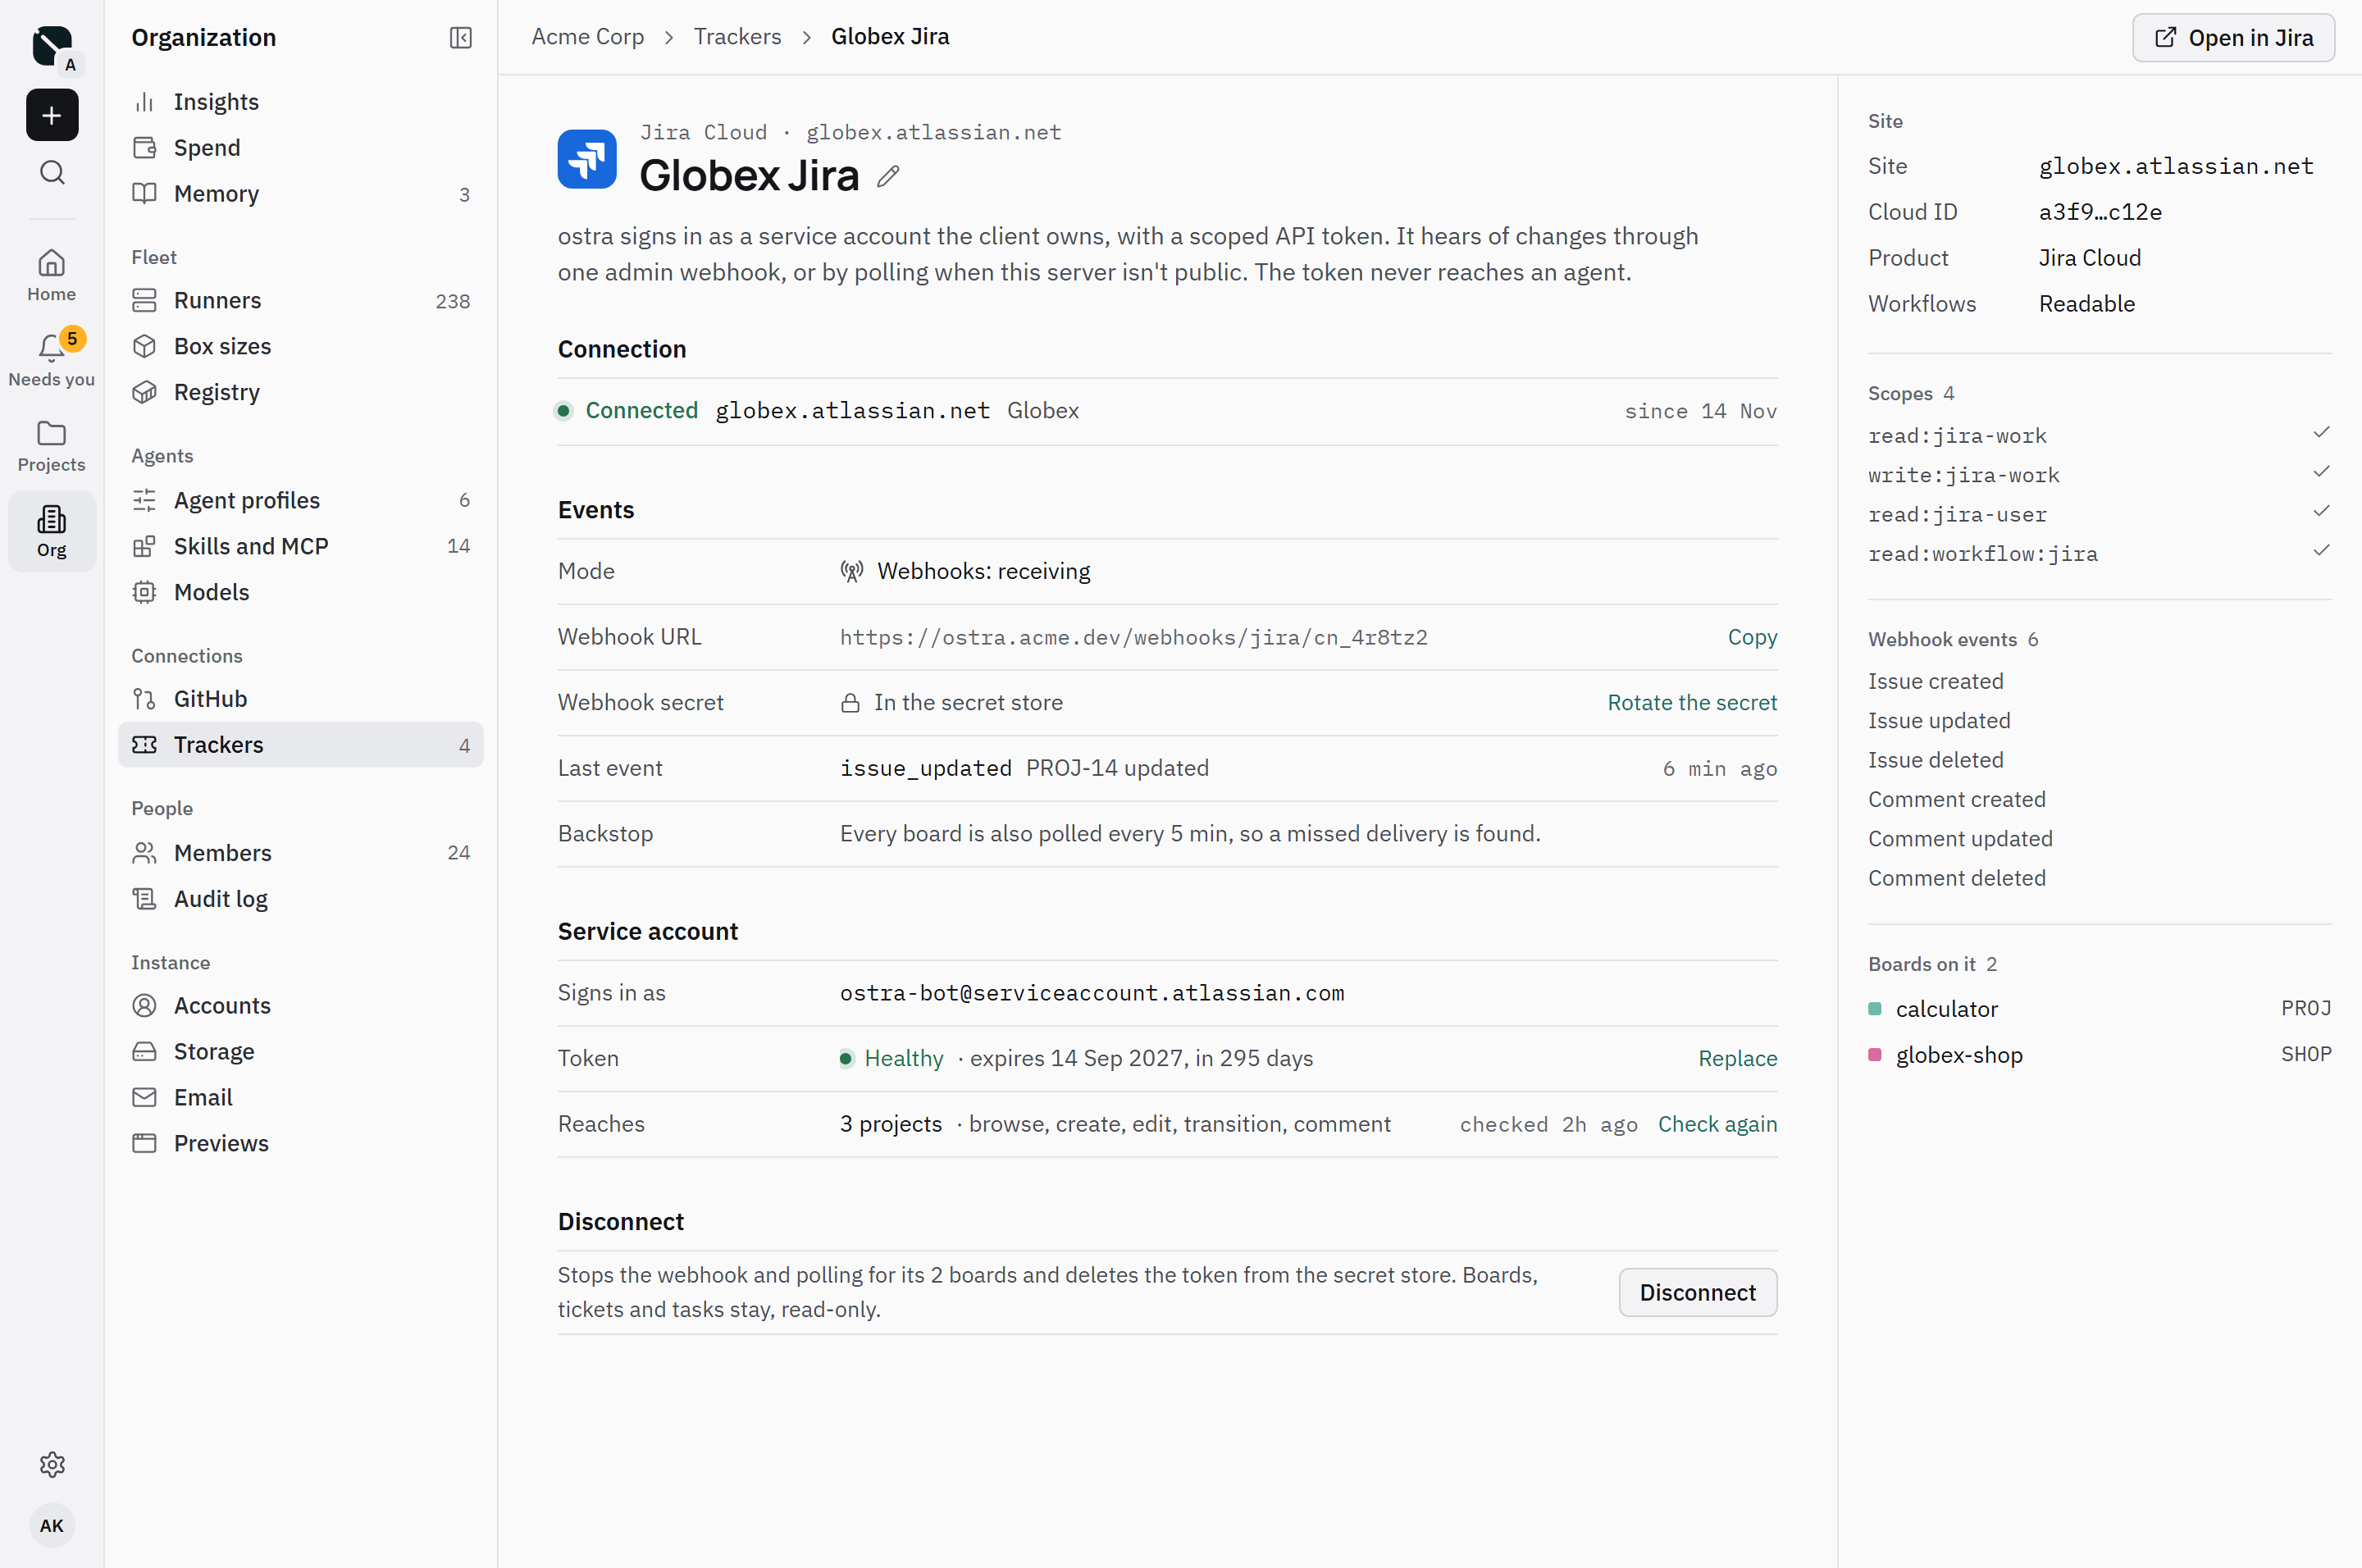 A
Home
5
Needs you
Projects
Org
AK
Organization
Insights
Spend
Memory 3
Fleet
Runners 238
Box sizes
Registry
Agents
Agent profiles 6
Skills and MCP 14
Models
Connections
GitHub
Trackers 4
People
Members 24
Audit log
Instance
Accounts
Storage
Email
Previews
Acme Corp > Trackers > Globex Jira
Open in Jira
Jira Cloud · globex.atlassian.net
Globex Jira
ostra signs in as a service account the client owns, with a scoped API token. It hears of changes through
one admin webhook, or by polling when this server isn't public. The token never reaches an agent.
Connection
Connected globex.atlassian.net Globex since 14 Nov
Events
Mode Webhooks: receiving
Webhook URL https://ostra.acme.dev/webhooks/jira/cn_4r8tz2 Copy
Webhook secret In the secret store Rotate the secret
Last event issue_updated PROJ-14 updated 6 min ago
Backstop Every board is also polled every 5 min, so a missed delivery is found.
Service account
Signs in as ostra-bot@serviceaccount.atlassian.com
Token Healthy · expires 14 Sep 2027, in 295 days Replace
Reaches 3 projects · browse, create, edit, transition, comment checked 2h ago Check again
Disconnect
Stops the webhook and polling for its 2 boards and deletes the token from the secret store. Boards,
tickets and tasks stay, read-only.
Disconnect
Site
Site globex.atlassian.net
Cloud ID a3f9…c12e
Product Jira Cloud
Workflows Readable
Scopes 4
read:jira-work
write:jira-work
read:jira-user
read:workflow:jira
Webhook events 6
Issue created
Issue updated
Issue deleted
Comment created
Comment updated
Comment deleted
Boards on it 2
calculator PROJ
globex-shop SHOP